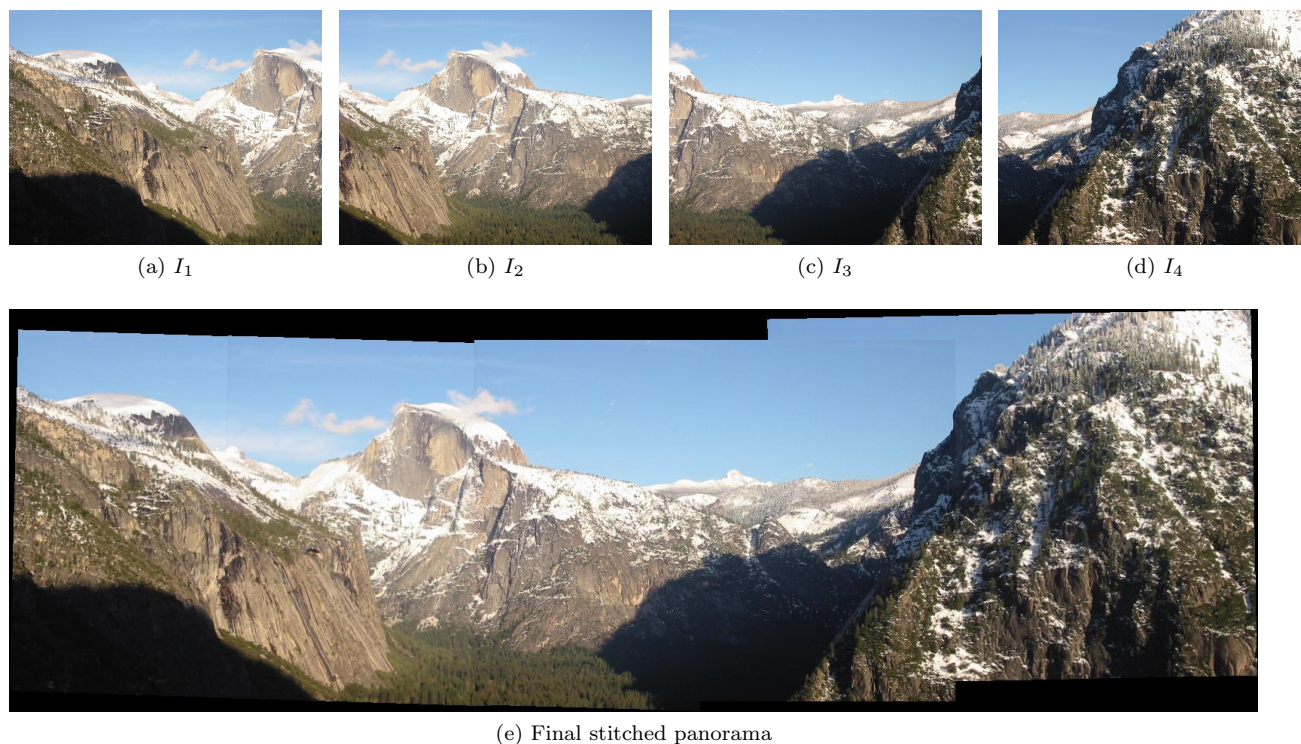 (a) I₁
(b) I₂
(c) I₃
(d) I₄
(e) Final stitched panorama